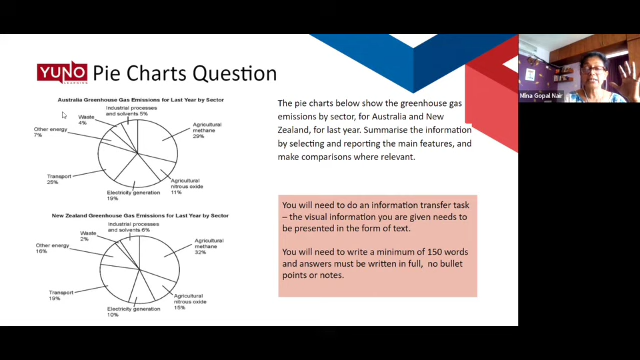 YUNO
LEARNING
Pie Charts Question
Mina Gopal Nair
Australia Greenhouse Gas Emissions for Last Year by Sector
Industrial processes
and solvents 5%
Waste
4%
Other energy
7%
Agricultural
methane
29%
Transport
25%
Agricultural
nitrous oxide
11%
Electricity generation
19%
New Zealand Greenhouse Gas Emissions for Last Year by Sector
Industrial processes
and solvents 6%
Waste
2%
Other energy
16%
Agricultural
methane
32%
Transport
19%
Agricultural
nitrous oxide
15%
Electricity generation
10%
The pie charts below show the greenhouse gas
emissions by sector, for Australia and New
Zealand, for last year. Summarise the information
by selecting and reporting the main features, and
make comparisons where relevant.
You will need to do an information transfer task
– the visual information you are given needs to
be presented in the form of text.
You will need to write a minimum of 150 words
and answers must be written in full, no bullet
points or notes.